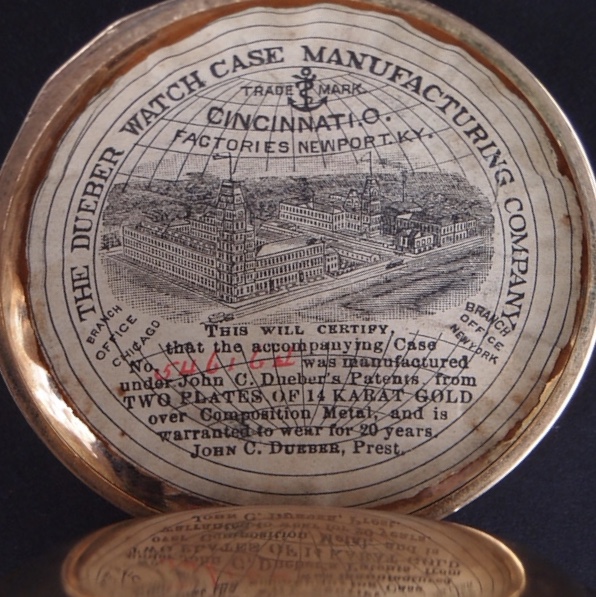 THE DUEBER WATCH CASE MANUFACTURING COMPANY
TRADE MARK
CINCINNATI.O.
FACTORIES NEWPORT.KY.
BRANCH
OFFICE
CHICAGO
BRANCH
OFFICE
NEW YORK
THIS WILL CERTIFY,
that the accompanying Case
No. was manufactured
under John C. Dueber's Patents, from
TWO PLATES OF 14 KARAT GOLD
over Composition Metal, and is
warranted to wear for 20 years.
JOHN C. DUEBER, Prest.